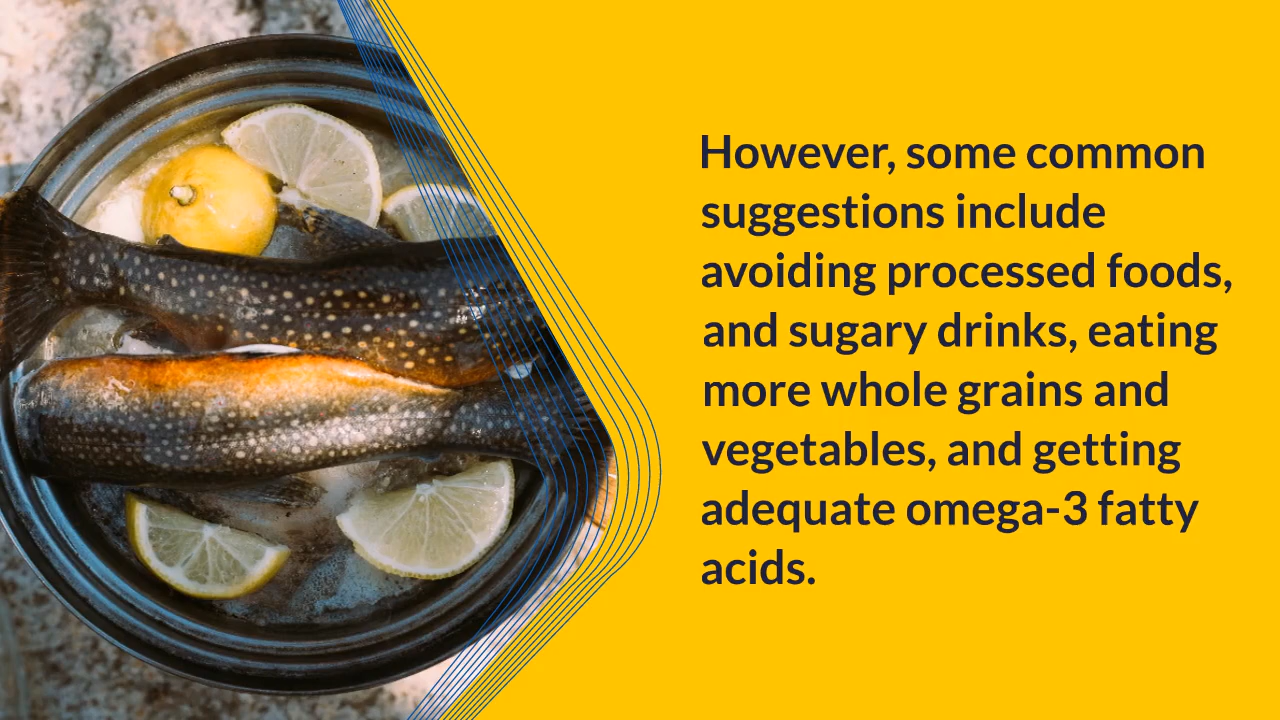 However, some common
suggestions include
avoiding processed foods,
and sugary drinks, eating
more whole grains and
vegetables, and getting
adequate omega-3 fatty
acids.